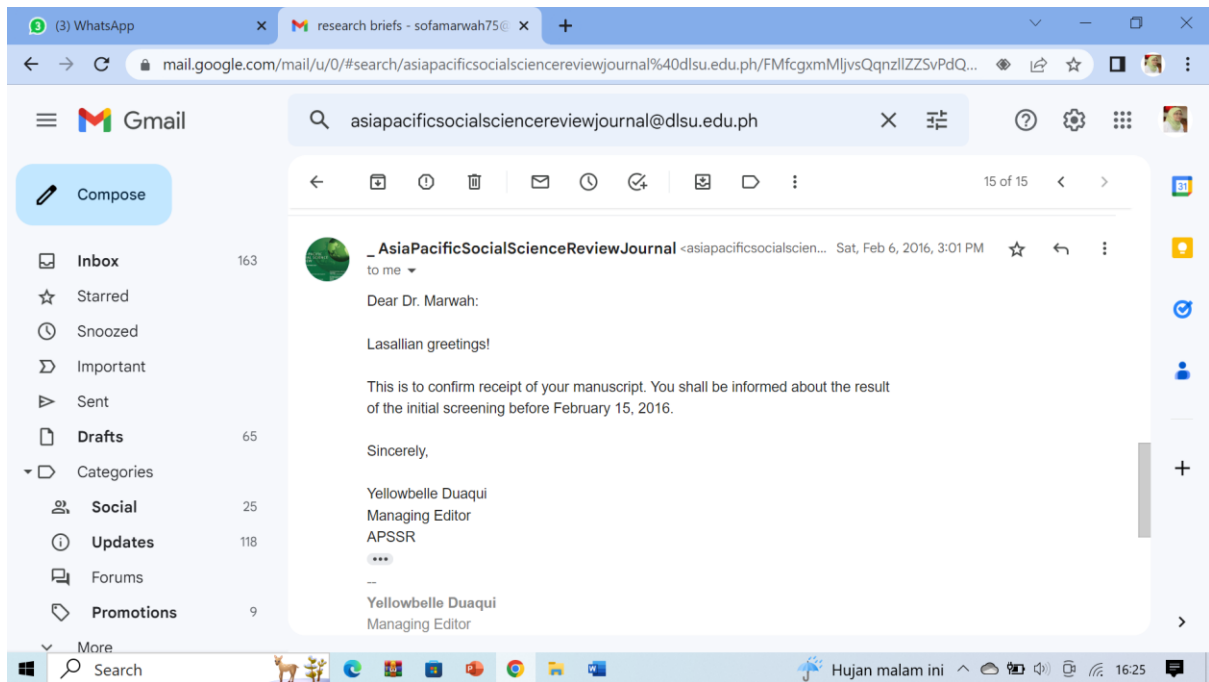 3 (3) WhatsApp
research briefs - sofamarwah75@
mail.google.com/mail/u/0/#search/asiapacificsocialsciencereviewjournal%40dlsu.edu.ph/FMfcgxmMljvsQqnzllZZSvPdQ...
Gmail
asiapacificsocialsciencereviewjournal@dlsu.edu.ph
Compose
15 of 15
31
Inbox 163
Starred
Snoozed
Important
Sent
Drafts 65
Categories
Social 25
Updates 118
Forums
Promotions 9
More
_ AsiaPacificSocialScienceReviewJournal <asiapacificsocialscien... Sat, Feb 6, 2016, 3:01 PM
to me
Dear Dr. Marwah:
Lasallian greetings!
This is to confirm receipt of your manuscript. You shall be informed about the result
of the initial screening before February 15, 2016.
Sincerely,
Yellowbelle Duaqui
Managing Editor
APSSR
--
Yellowbelle Duaqui
Managing Editor
Search
Hujan malam ini 16:25